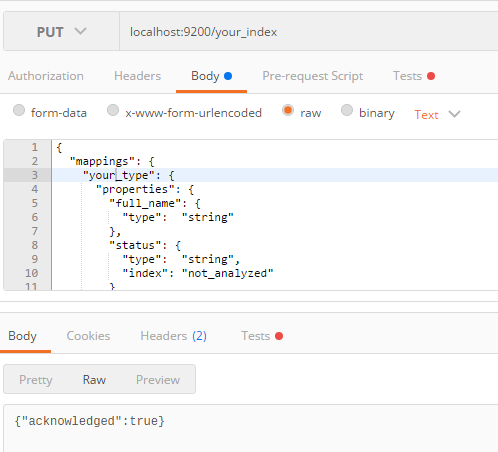 PUT localhost:9200/your_index
Authorization Headers Body Pre-request Script Tests
form-data x-www-form-urlencoded raw binary Text
1 {
2 "mappings": {
3 "your_type": {
4 "properties": {
5 "full_name": {
6 "type": "string"
7 },
8 "status": {
9 "type": "string",
10 "index": "not_analyzed"
11 }
Body Cookies Headers (2) Tests
Pretty Raw Preview
{"acknowledged":true}